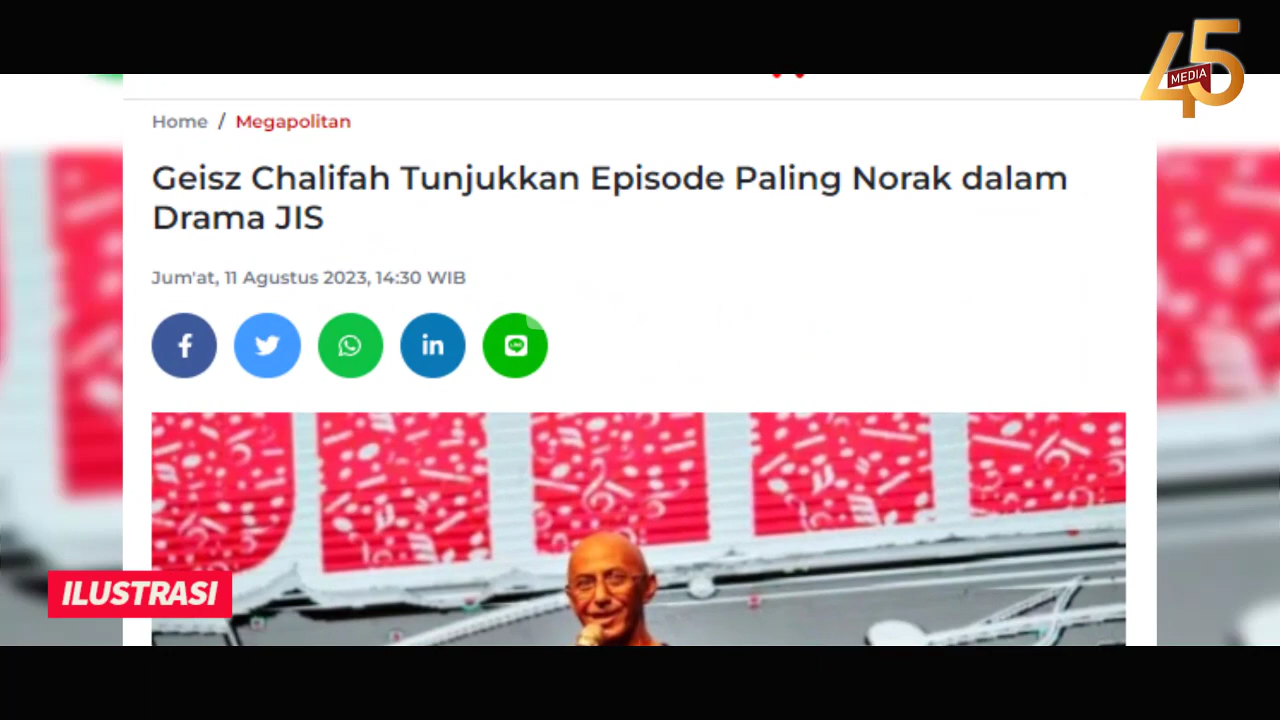 45
MEDIA
Home / Megapolitan
Geisz Chalifah Tunjukkan Episode Paling Norak dalam
Drama JIS
Jum'at, 11 Agustus 2023, 14:30 WIB
ILUSTRASI